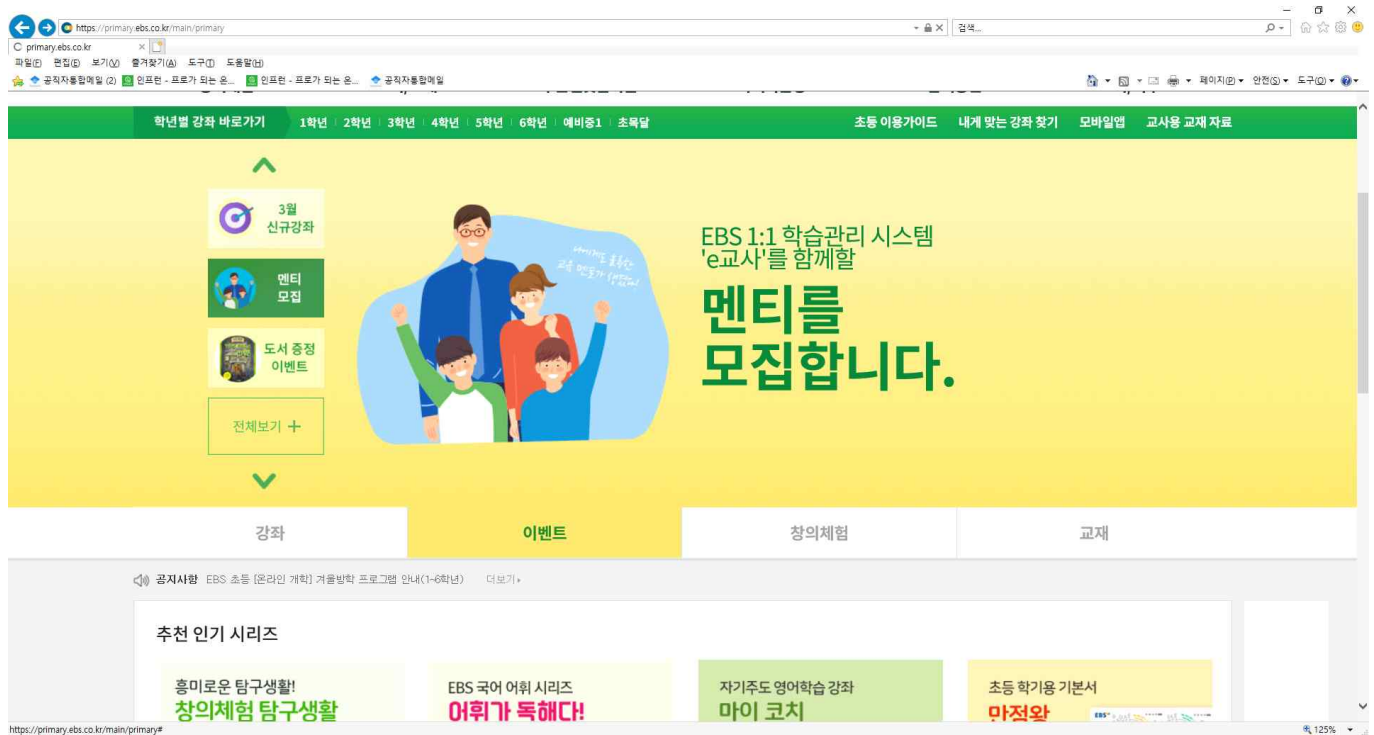 https://primary.ebs.co.kr/main/primary
검색...
primary.ebs.co.kr
파일(F) 편집(E) 보기(V) 즐겨찾기(A) 도구(T) 도움말(H)
공직자통합메일 (2) 인프런 - 프로가 되는 온... 인프런 - 프로가 되는 온... 공직자통합메일
페이지(P) 안전(S) 도구(O)
학년별 강좌 바로가기 1학년 2학년 3학년 4학년 5학년 6학년 예비중1 초목달 초등 이용가이드 내게 맞는 강좌 찾기 모바일앱 교사용 교재 자료
3월
신규강좌
멘티
모집
도서 증정
이벤트
전체보기 +
EBS 1:1 학습관리 시스템
'e교사'를 함께할
멘티를
모집합니다.
강좌 이벤트 창의체험 교재
공지사항 EBS 초등 [온라인 개학] 겨울방학 프로그램 안내(1~6학년) 더보기
추천 인기 시리즈
흥미로운 탐구생활!
창의체험 탐구생활
EBS 국어 어휘 시리즈
어휘가 독해다!
자기주도 영어학습 강좌
마이 코치
초등 학기용 기본서
만점왕
EBS
https://primary.ebs.co.kr/main/primary#
125%